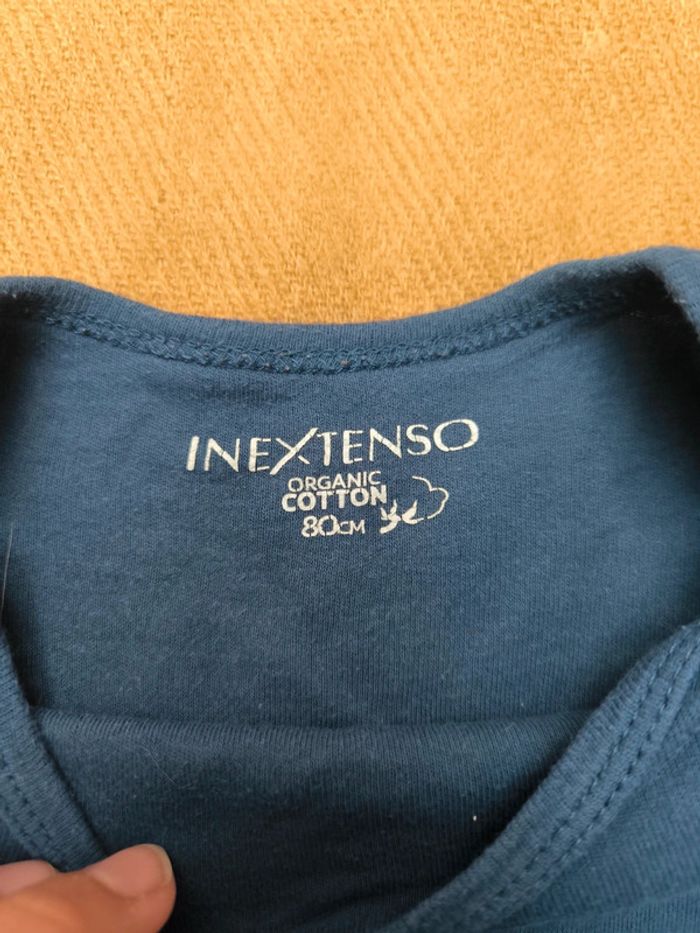 INEXTENSO
ORGANIC
COTTON
80CM